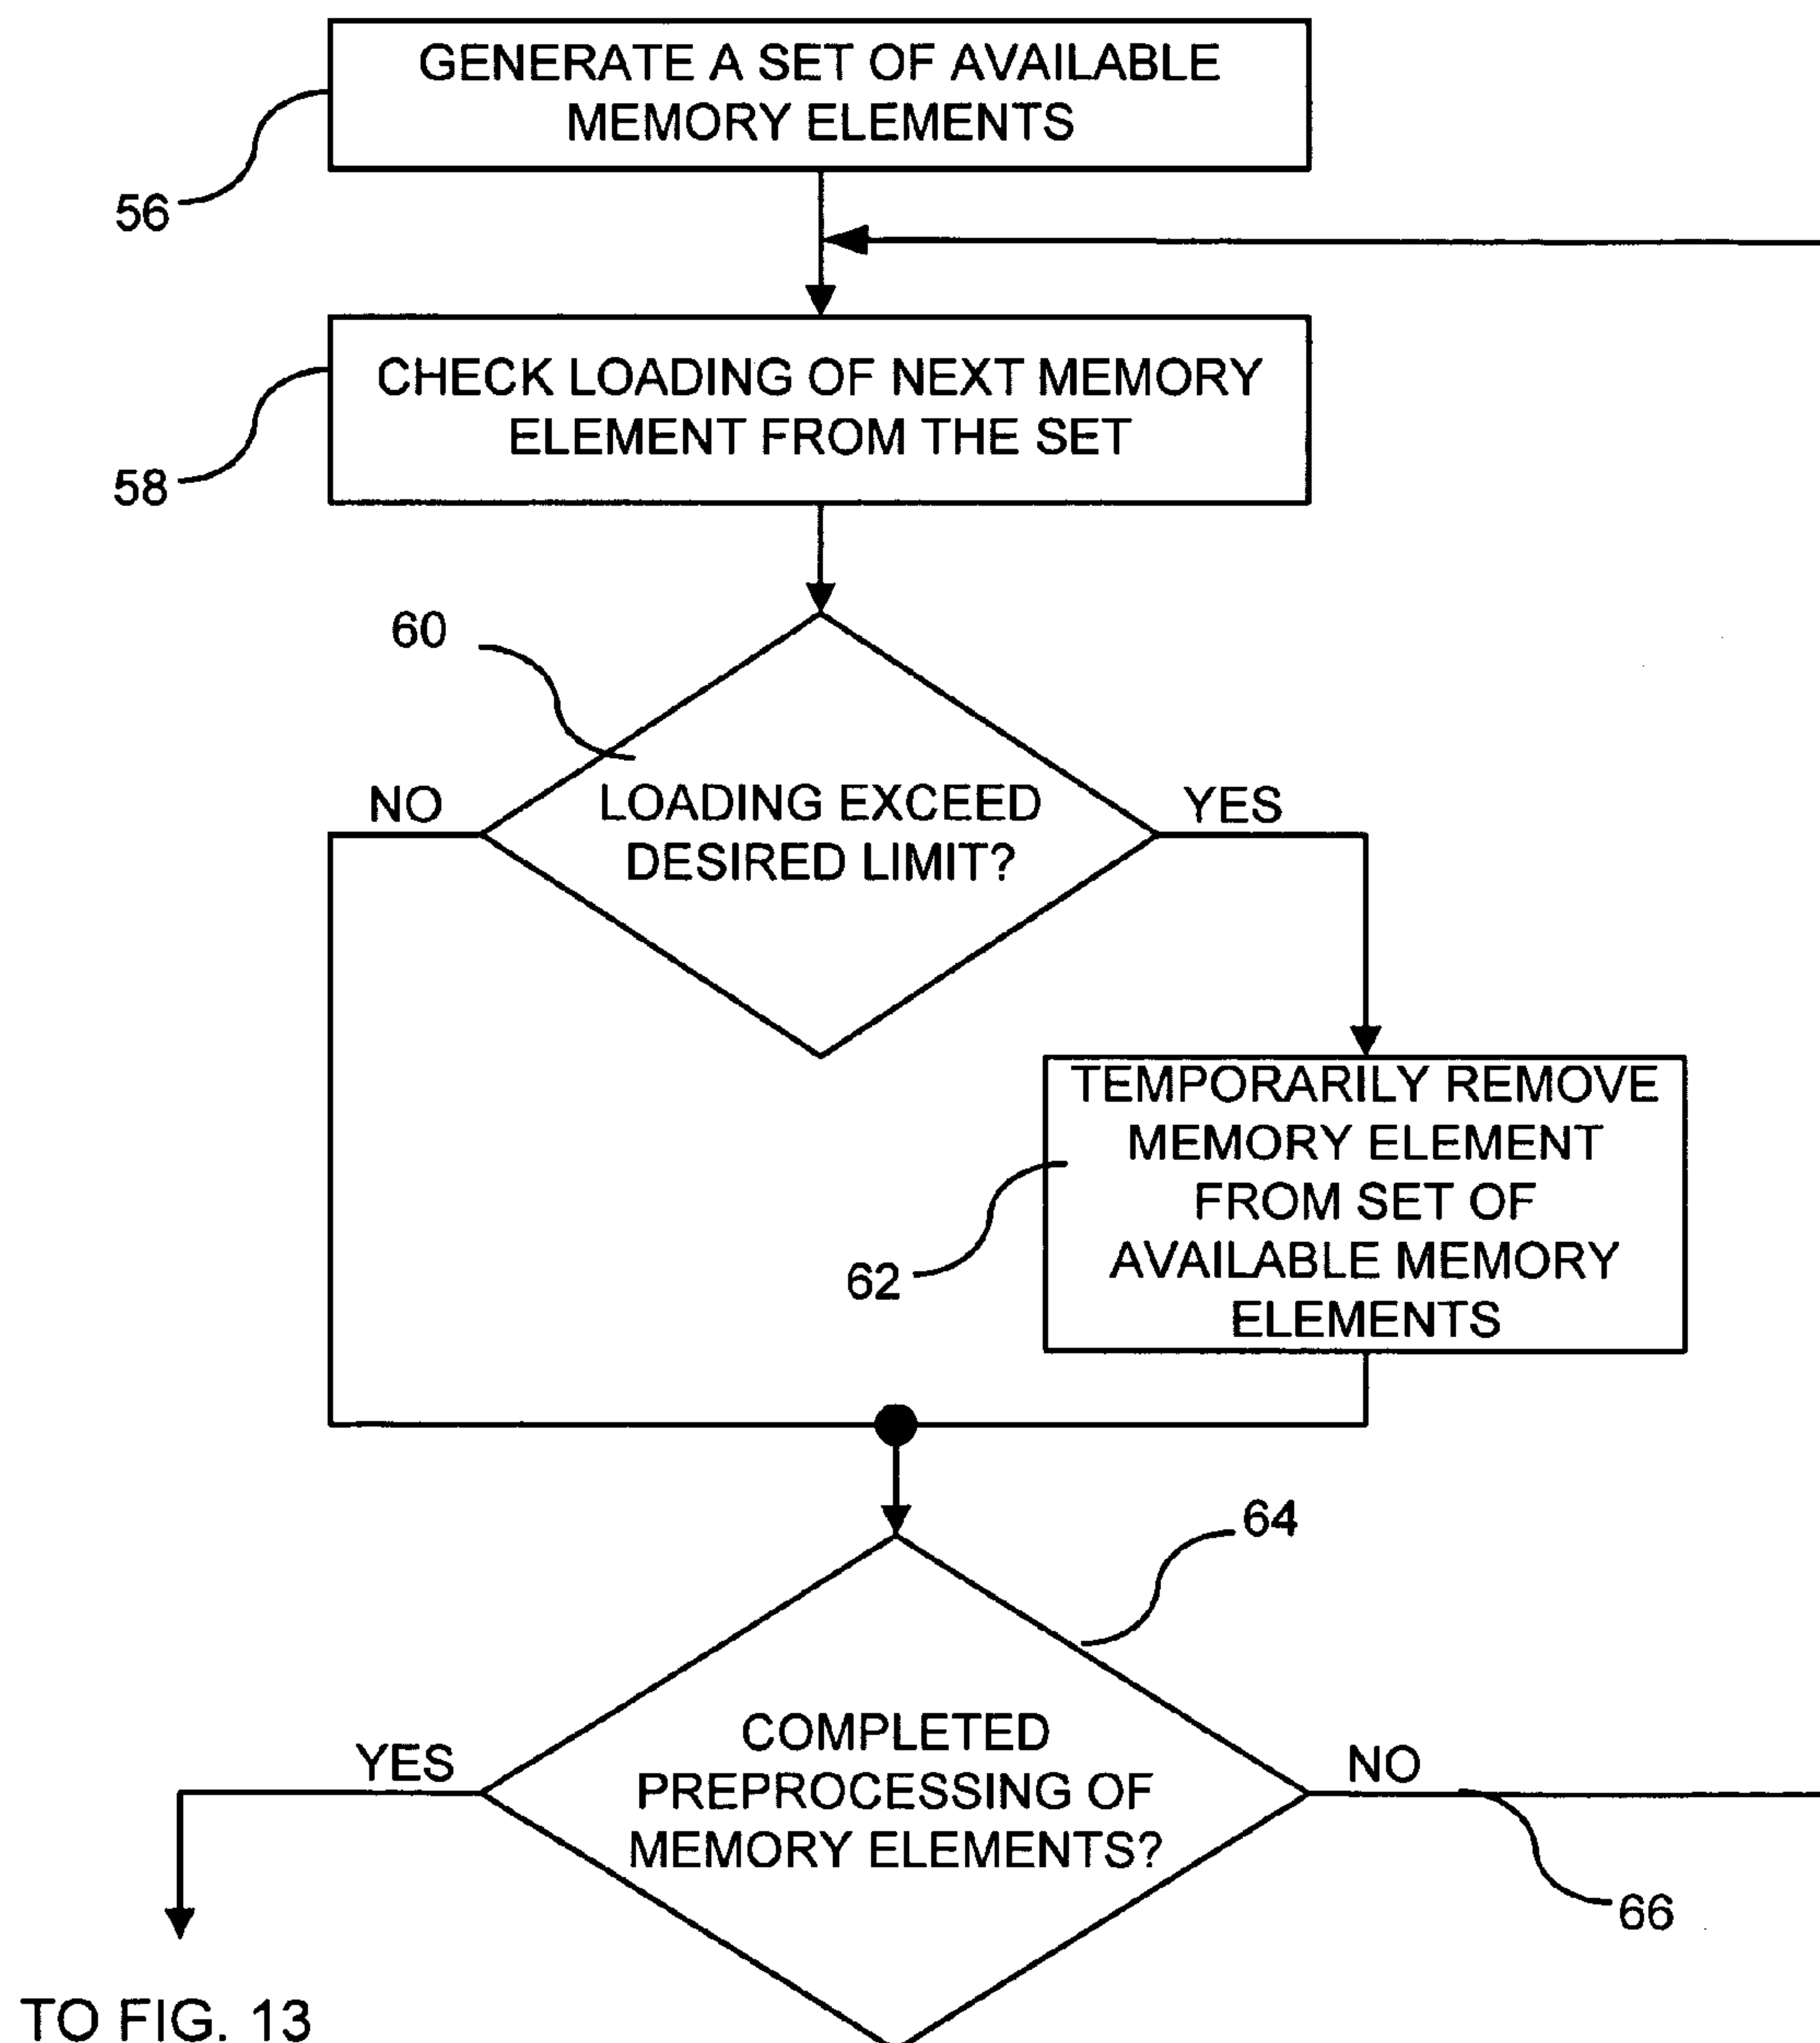 GENERATE A SET OF AVAILABLE
MEMORY ELEMENTS
56
CHECK LOADING OF NEXT MEMORY
ELEMENT FROM THE SET
58
60
NO
LOADING EXCEED
DESIRED LIMIT?
YES
TEMPORARILY REMOVE
MEMORY ELEMENT
FROM SET OF
AVAILABLE MEMORY
ELEMENTS
62
64
YES
COMPLETED
PREPROCESSING OF
MEMORY ELEMENTS?
NO
66
TO FIG. 13